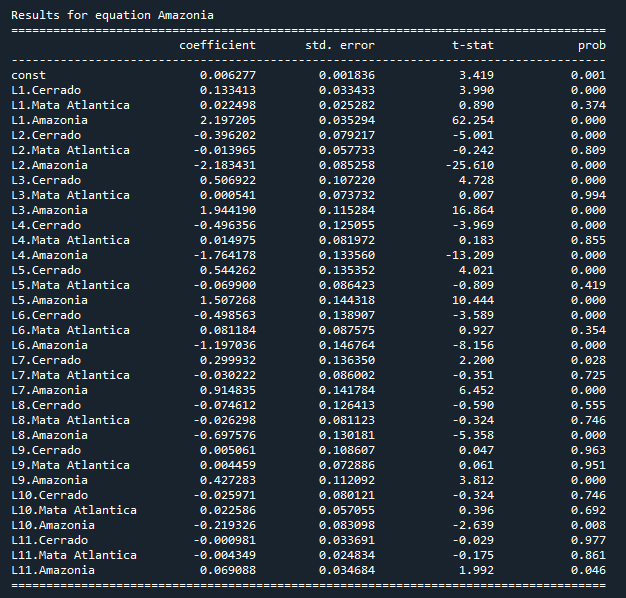 Results for equation Amazonia
==================================================================================
                       coefficient       std. error           t-stat            prob
----------------------------------------------------------------------------------
const                     0.006277         0.001836            3.419           0.001
L1.Cerrado                0.133413         0.033433            3.990           0.000
L1.Mata Atlantica         0.022498         0.025282            0.890           0.374
L1.Amazonia               2.197205         0.035294           62.254           0.000
L2.Cerrado               -0.396202         0.079217           -5.001           0.000
L2.Mata Atlantica        -0.013965         0.057733           -0.242           0.809
L2.Amazonia              -2.183431         0.085258          -25.610           0.000
L3.Cerrado                0.506922         0.107220            4.728           0.000
L3.Mata Atlantica         0.000541         0.073732            0.007           0.994
L3.Amazonia               1.944190         0.115284           16.864           0.000
L4.Cerrado               -0.496356         0.125055           -3.969           0.000
L4.Mata Atlantica         0.014975         0.081972            0.183           0.855
L4.Amazonia              -1.764178         0.133560          -13.209           0.000
L5.Cerrado                0.544262         0.135352            4.021           0.000
L5.Mata Atlantica        -0.069900         0.086423           -0.809           0.419
L5.Amazonia               1.507268         0.144318           10.444           0.000
L6.Cerrado               -0.498563         0.138907           -3.589           0.000
L6.Mata Atlantica         0.081184         0.087575            0.927           0.354
L6.Amazonia              -1.197036         0.146764           -8.156           0.000
L7.Cerrado                0.299932         0.136350            2.200           0.028
L7.Mata Atlantica        -0.030222         0.086002           -0.351           0.725
L7.Amazonia               0.914835         0.141784            6.452           0.000
L8.Cerrado               -0.074612         0.126413           -0.590           0.555
L8.Mata Atlantica        -0.026298         0.081123           -0.324           0.746
L8.Amazonia              -0.697576         0.130181           -5.358           0.000
L9.Cerrado                0.005061         0.108607            0.047           0.963
L9.Mata Atlantica         0.004459         0.072886            0.061           0.951
L9.Amazonia               0.427283         0.112092            3.812           0.000
L10.Cerrado              -0.025971         0.080121           -0.324           0.746
L10.Mata Atlantica        0.022586         0.057055            0.396           0.692
L10.Amazonia             -0.219326         0.083098           -2.639           0.008
L11.Cerrado              -0.000981         0.033691           -0.029           0.977
L11.Mata Atlantica       -0.004349         0.024834           -0.175           0.861
L11.Amazonia              0.069088         0.034684            1.992           0.046
==================================================================================